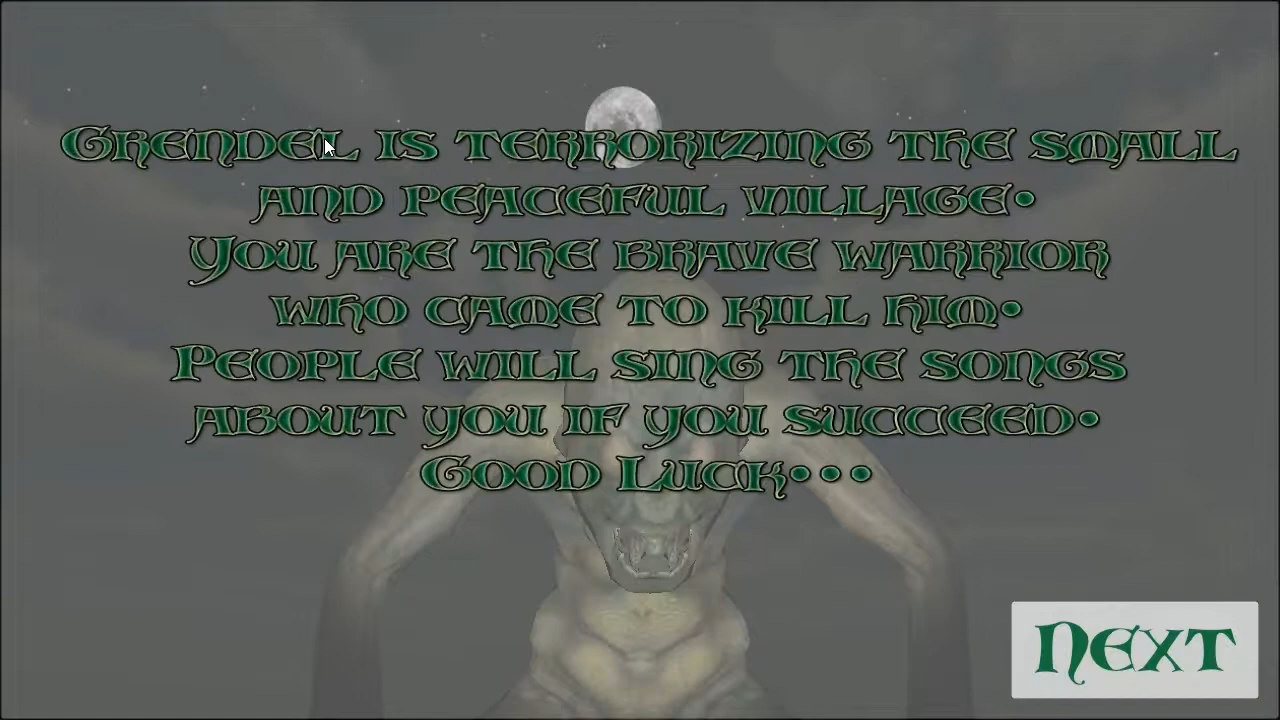 Grendel is terrorizing the small
and peaceful village.
You are the brave warrior
who came to kill him.
People will sing the songs
about you if you succeed.
Good Luck...
Next